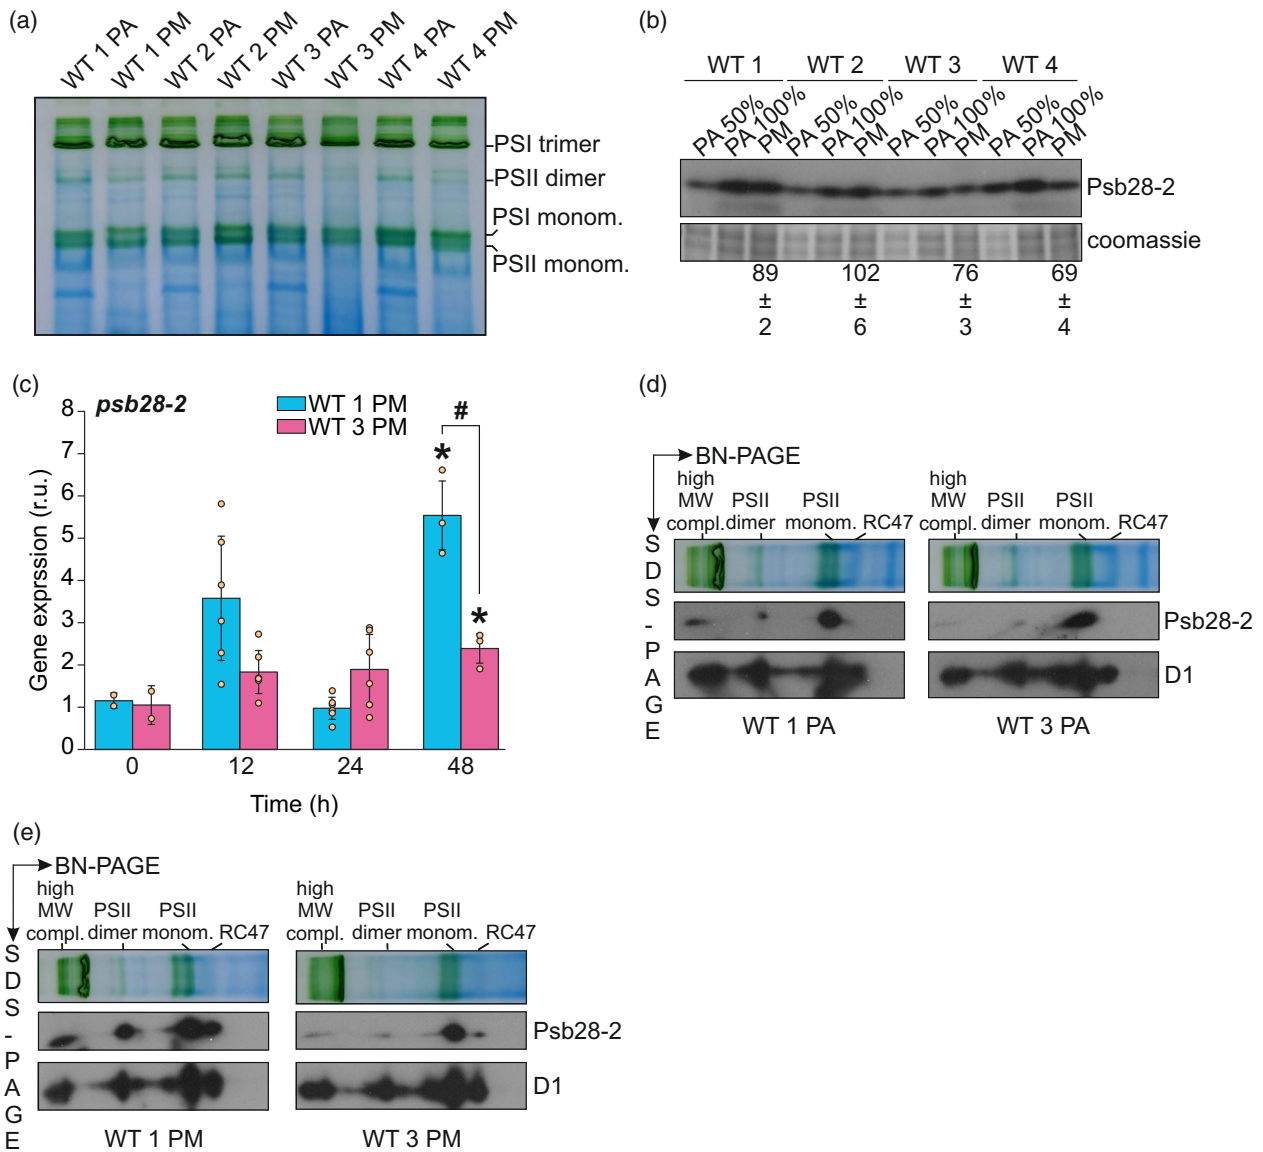 (a)
WT 1 PA
WT 1 PM
WT 2 PA
WT 2 PM
WT 3 PA
WT 3 PM
WT 4 PA
WT 4 PM
PSI trimer
PSII dimer
PSI monom.
PSII monom.
(b)
WT 1 WT 2 WT 3 WT 4
PA 50% PA 100% PM PA 50% PA 100% PM PA 50% PA 100% PM PA 50% PA 100% PM
Psb28-2
coomassie
89 102 76 69
± ± ± ±
2 6 3 4
(c)
psb28-2
WT 1 PM
WT 3 PM
#
* *
8
7
6
5
4
3
2
1
0
Gene exprssion (r.u.)
0 12 24 48
Time (h)
(d)
BN-PAGE
SDS-PAGE
high MW compl. PSII dimer PSII monom. RC47
high MW compl. PSII dimer PSII monom. RC47
Psb28-2
D1
WT 1 PA WT 3 PA
(e)
BN-PAGE
SDS-PAGE
high MW compl. PSII dimer PSII monom. RC47
high MW compl. PSII dimer PSII monom. RC47
Psb28-2
D1
WT 1 PM WT 3 PM